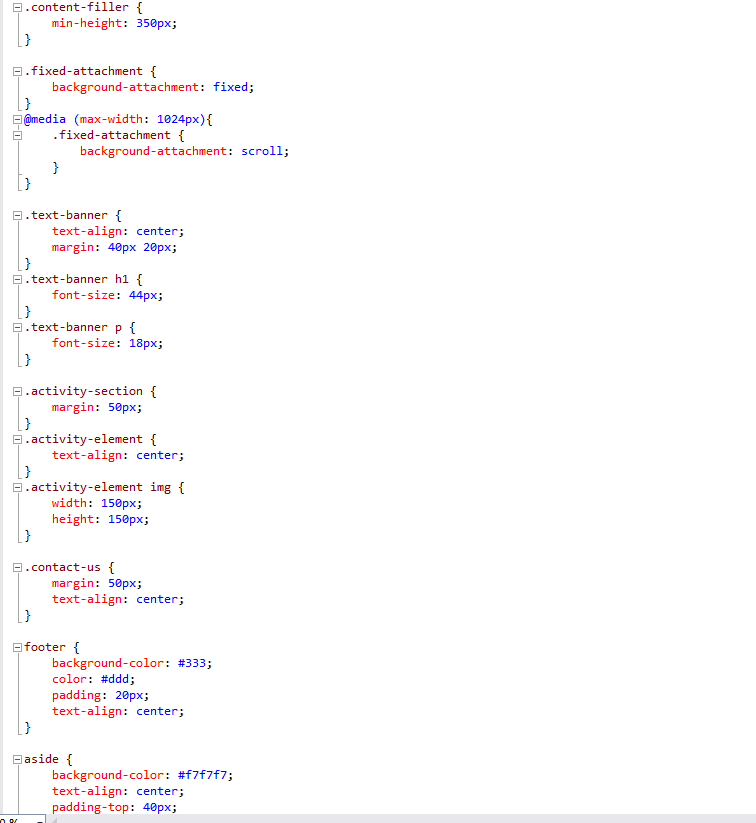 .content-filler {
    min-height: 350px;
}

.fixed-attachment {
    background-attachment: fixed;
}
@media (max-width: 1024px){
    .fixed-attachment {
        background-attachment: scroll;
    }
}

.text-banner {
    text-align: center;
    margin: 40px 20px;
}
.text-banner h1 {
    font-size: 44px;
}
.text-banner p {
    font-size: 18px;
}

.activity-section {
    margin: 50px;
}
.activity-element {
    text-align: center;
}
.activity-element img {
    width: 150px;
    height: 150px;
}

.contact-us {
    margin: 50px;
    text-align: center;
}

footer {
    background-color: #333;
    color: #ddd;
    padding: 20px;
    text-align: center;
}

aside {
    background-color: #f7f7f7;
    text-align: center;
    padding-top: 40px;